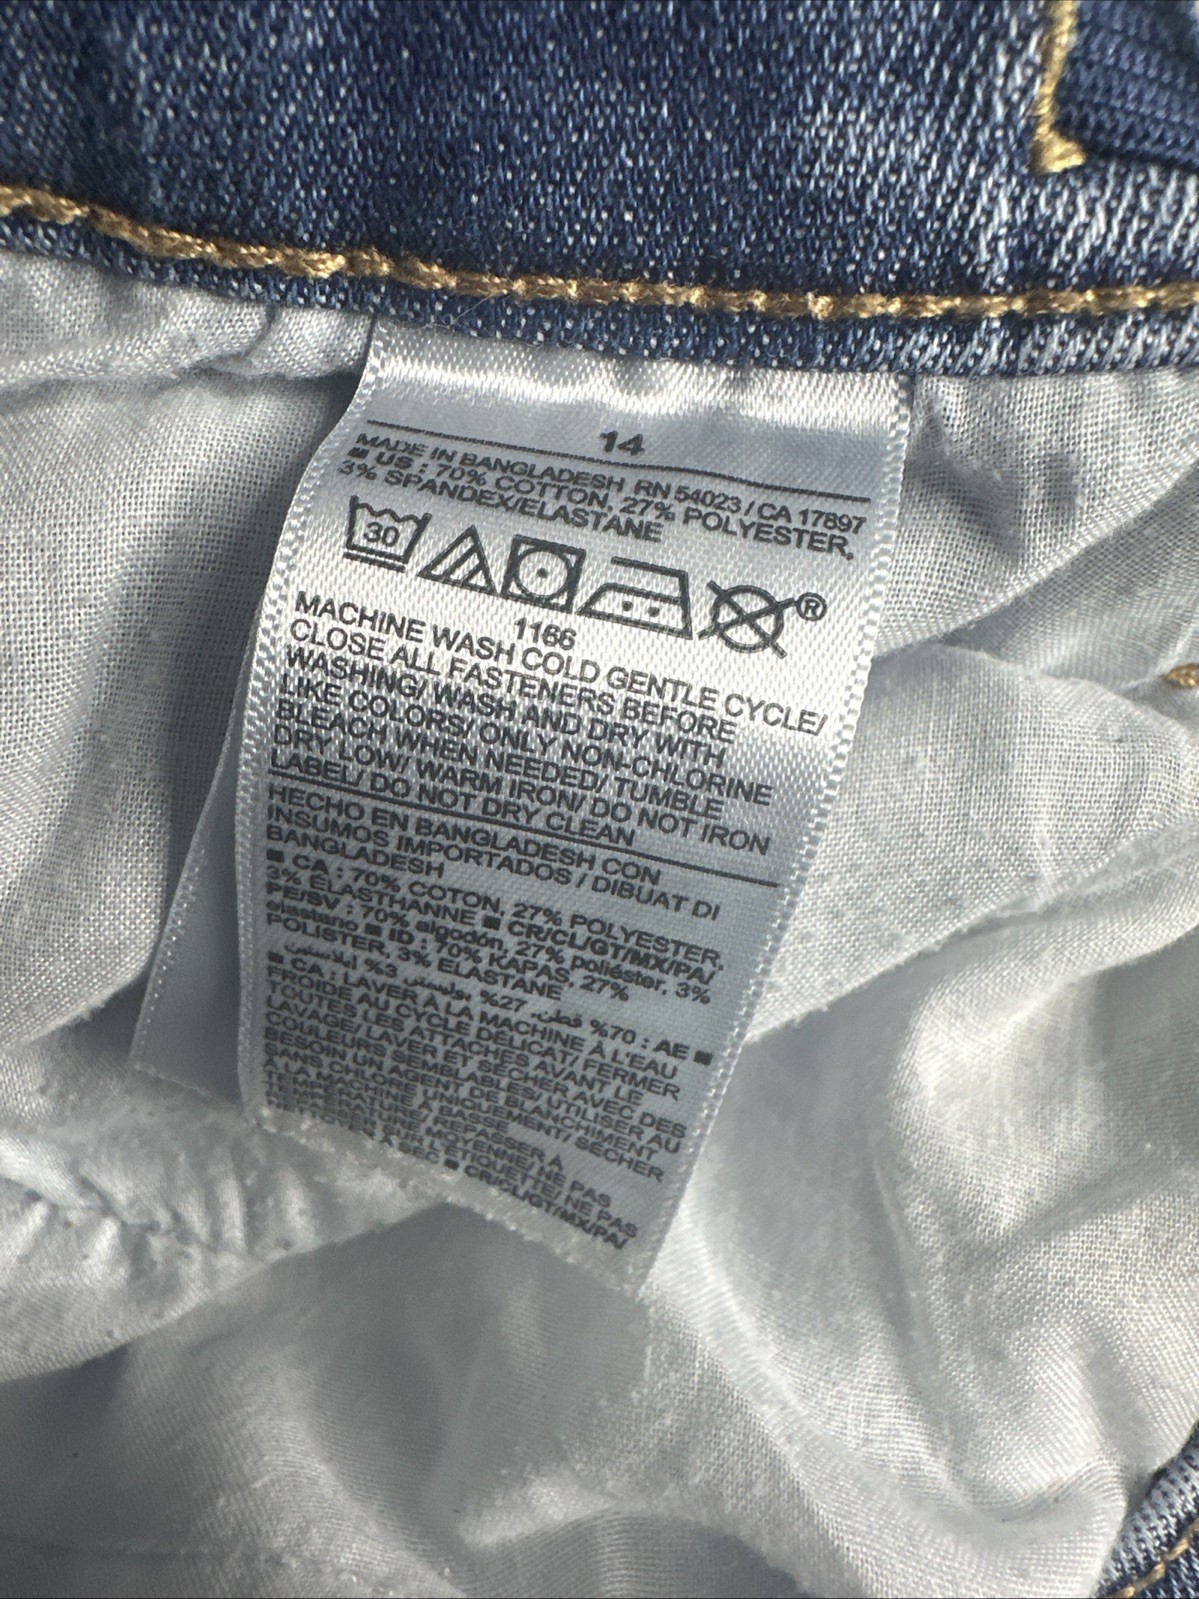 14
MADE IN BANGLADESH RN 54023 / CA 17897
■ US : 70% COTTON, 27% POLYESTER,
3% SPANDEX/ELASTANE
30
®
1166
MACHINE WASH COLD GENTLE CYCLE/
CLOSE ALL FASTENERS BEFORE
WASHING/ WASH AND DRY WITH
LIKE COLORS/ ONLY NON-CHLORINE
BLEACH WHEN NEEDED/ TUMBLE
DRY LOW/ WARM IRON/ DO NOT IRON
LABEL/ DO NOT DRY CLEAN
HECHO EN BANGLADESH CON
INSUMOS IMPORTADOS / DIBUAT DI
BANGLADESH
■ CA : 70% COTON, 27% POLYESTER,
3% ÉLASTHANNE ■ CR/CL/GT/MX/PA/
PE/SV : 70% algodón, 27% poliéster, 3%
elastano ■ ID : 70% KAPAS, 27%
POLISTER, 3% ELASTANE
■ AE : 70% قطن، 27% بوليستر، 3% إيلاستين
■ CA : LAVER A LA MACHINE À L'EAU
FROIDE AU CYCLE DÉLICAT/ FERMER
TOUTES LES ATTACHES AVANT LE
LAVAGE/ LAVER ET SÉCHER AVEC DES
COULEURS SEMBLABLES/ UTILISER AU
BESOIN UN AGENT DE BLANCHIMENT
SANS CHLORE UNIQUEMENT/ SÉCHER
À LA MACHINE À BASSE
TEMPÉRATURE/ REPASSER À
MOYENNE/ NE PAS
SUR L'ÉTIQUETTE/ NE PAS
À SEC ■ CR/CL/GT/MX/PA/